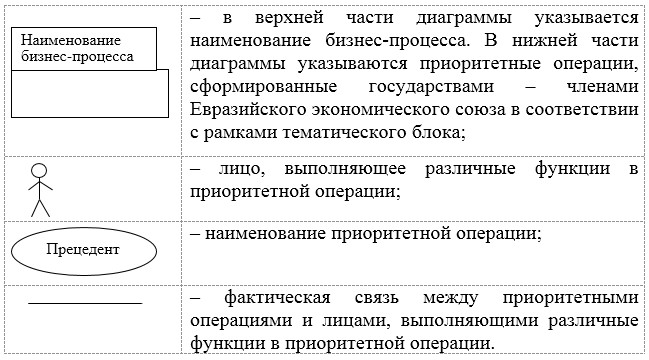 Наименование
бизнес-процесса
– в верхней части диаграммы указывается
наименование бизнес-процесса. В нижней части
диаграммы указываются приоритетные операции,
сформированные государствами – членами
Евразийского экономического союза в соответствии
с рамками тематического блока;
– лицо, выполняющее различные функции в
приоритетной операции;
Прецедент
– наименование приоритетной операции;
– фактическая связь между приоритетными
операциями и лицами, выполняющими различные
функции в приоритетной операции.